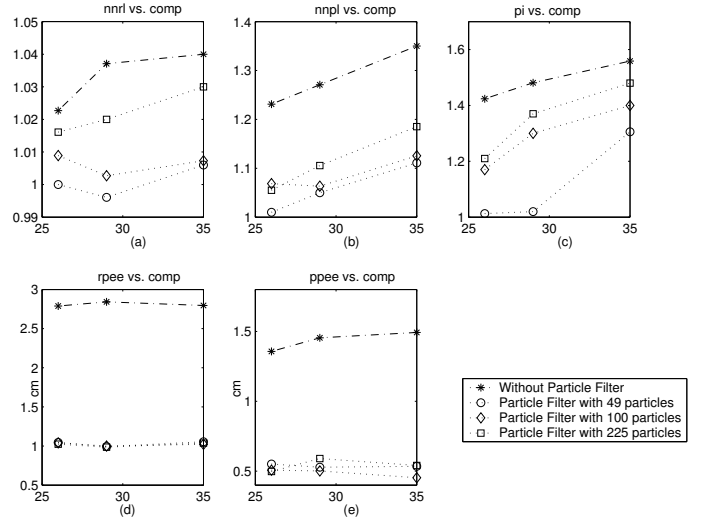 nnrl vs. comp
1.05
1.04
1.03
1.02
1.01
1
0.99
25
30
35
(a)
nnpl vs. comp
1.4
1.3
1.2
1.1
1
25
30
35
(b)
pi vs. comp
1.6
1.4
1.2
1
25
30
35
(c)
rpee vs. comp
3
2.5
2
1.5
1
0.5
cm
25
30
35
(d)
ppee vs. comp
1.5
1
0.5
cm
25
30
35
(e)
Without Particle Filter
Particle Filter with 49 particles
Particle Filter with 100 particles
Particle Filter with 225 particles